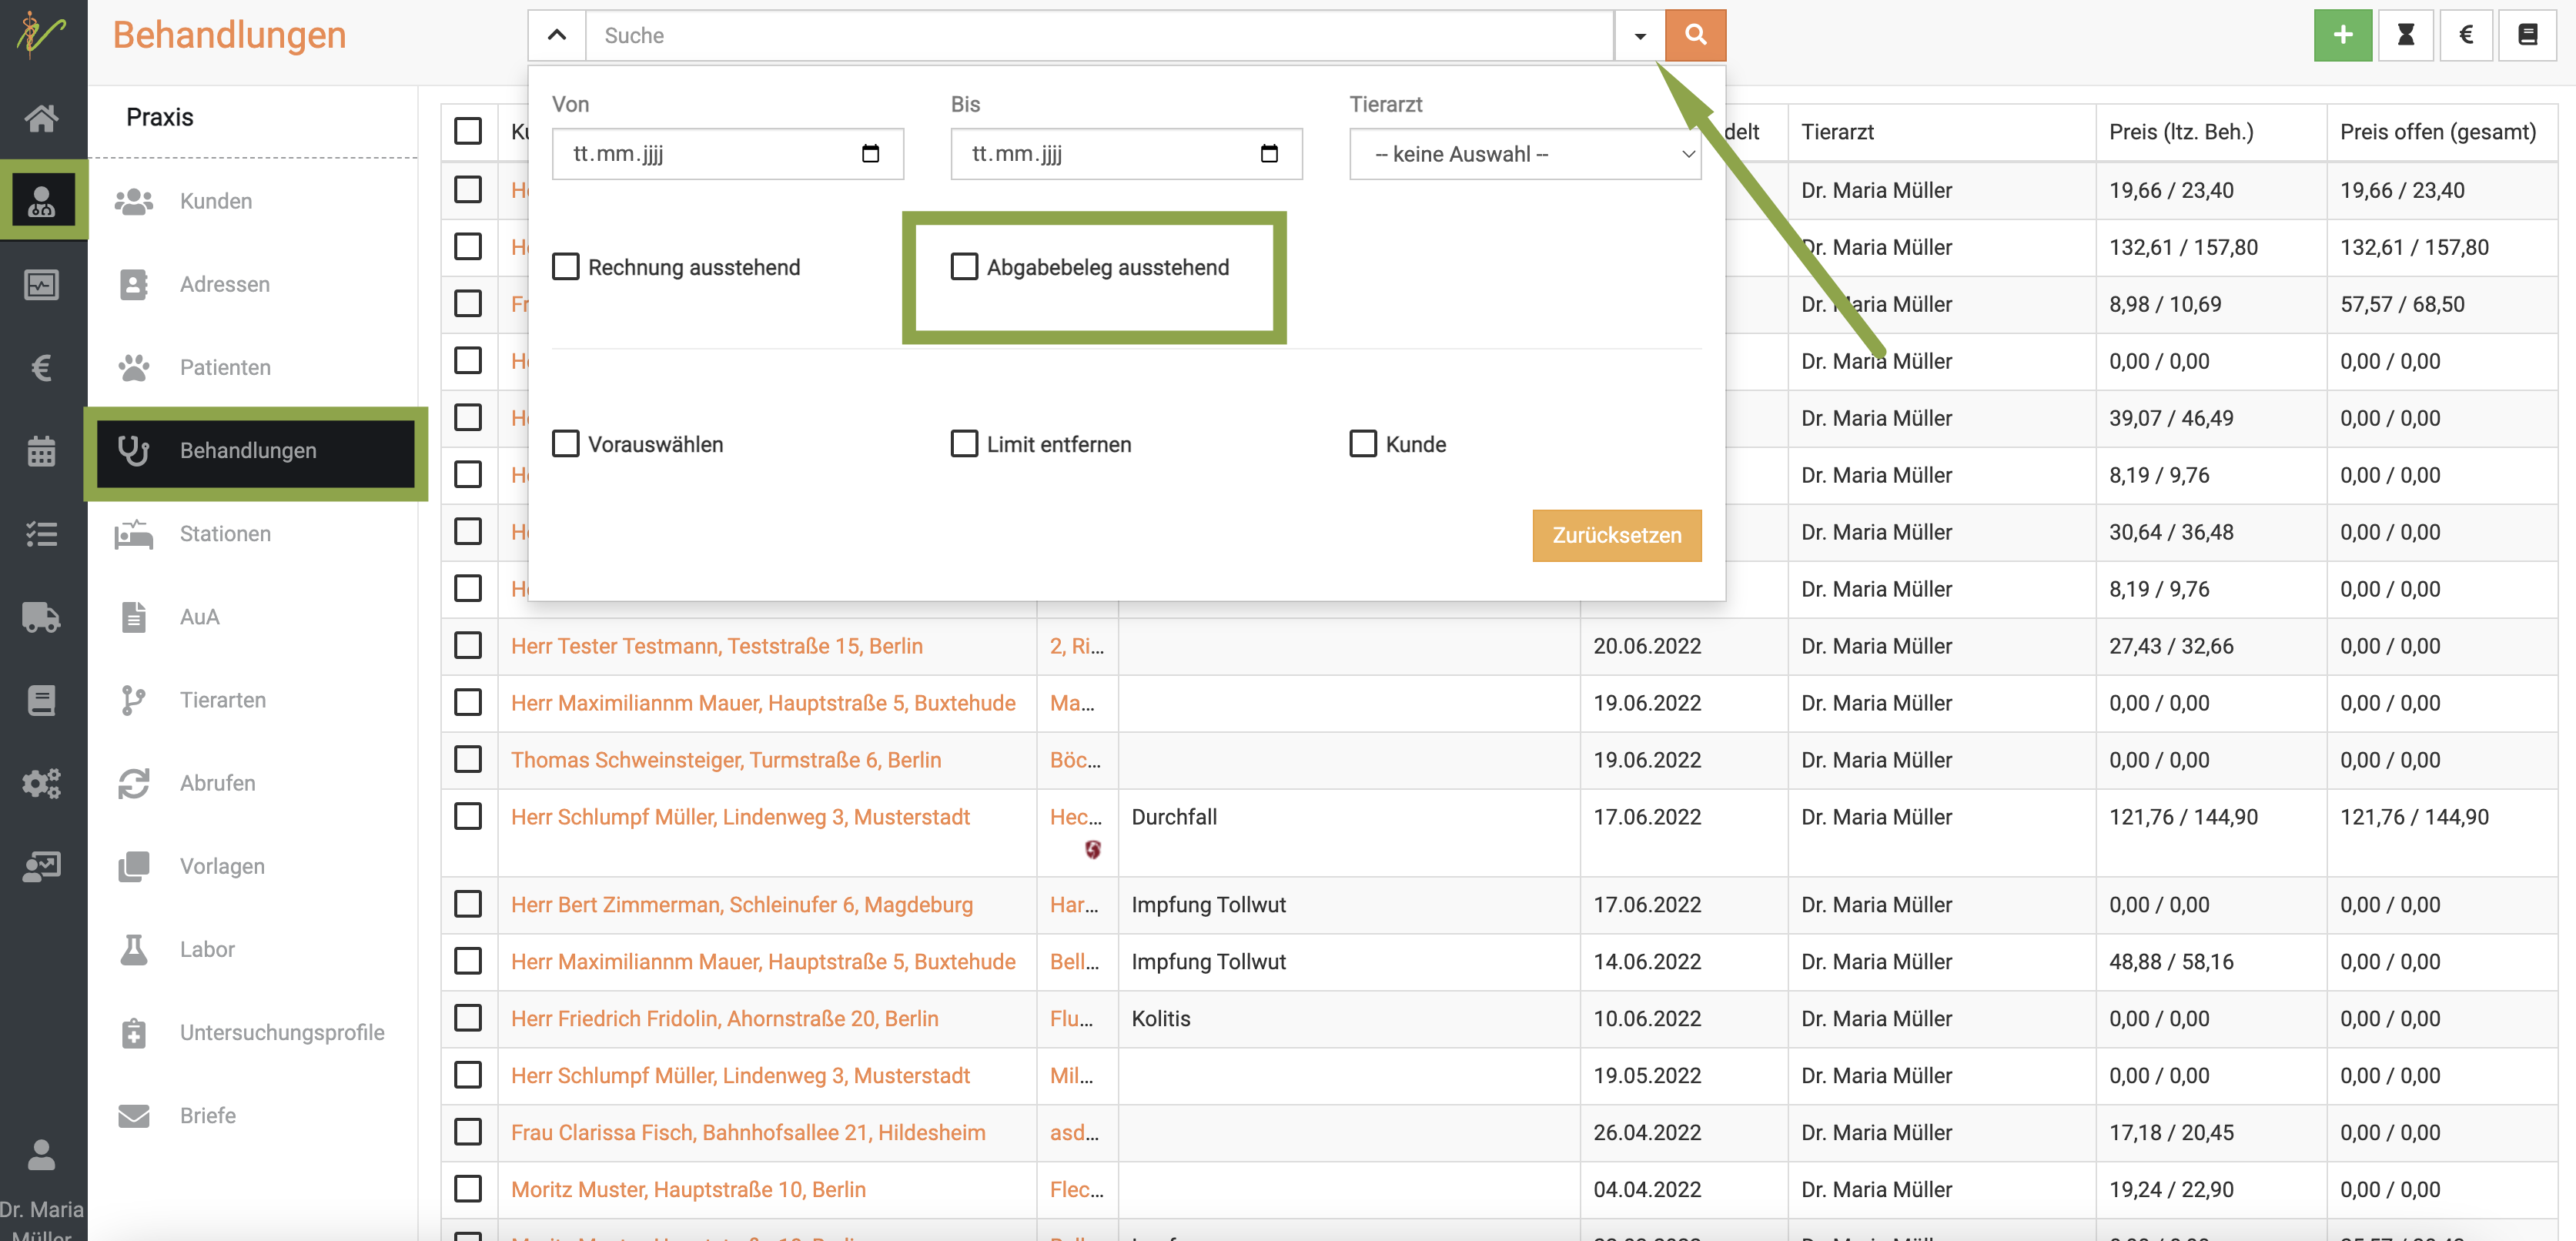 Behandlungen
Suche
Praxis
Kunden
Adressen
Patienten
Behandlungen
Stationen
AuA
Tierarten
Abrufen
Vorlagen
Labor
Untersuchungsprofile
Briefe
Dr. Maria
Müller
Von
Bis
Tierarzt
tt.mm.jjjj
tt.mm.jjjj
-- keine Auswahl --
Rechnung ausstehend
Abgabebeleg ausstehend
Vorauswählen
Limit entfernen
Kunde
Zurücksetzen
Tierarzt Preis (ltz. Beh.) Preis offen (gesamt)
Dr. Maria Müller 19,66 / 23,40 19,66 / 23,40
Dr. Maria Müller 132,61 / 157,80 132,61 / 157,80
Dr. Maria Müller 8,98 / 10,69 57,57 / 68,50
Dr. Maria Müller 0,00 / 0,00 0,00 / 0,00
Dr. Maria Müller 39,07 / 46,49 0,00 / 0,00
Dr. Maria Müller 8,19 / 9,76 0,00 / 0,00
Dr. Maria Müller 30,64 / 36,48 0,00 / 0,00
Dr. Maria Müller 8,19 / 9,76 0,00 / 0,00
Herr Tester Testmann, Teststraße 15, Berlin 2, Ri... 20.06.2022 Dr. Maria Müller 27,43 / 32,66 0,00 / 0,00
Herr Maximiliannm Mauer, Hauptstraße 5, Buxtehude Ma... 19.06.2022 Dr. Maria Müller 0,00 / 0,00 0,00 / 0,00
Thomas Schweinsteiger, Turmstraße 6, Berlin Böc... 19.06.2022 Dr. Maria Müller 0,00 / 0,00 0,00 / 0,00
Herr Schlumpf Müller, Lindenweg 3, Musterstadt Hec... Durchfall 17.06.2022 Dr. Maria Müller 121,76 / 144,90 121,76 / 144,90
Herr Bert Zimmerman, Schleinufer 6, Magdeburg Har... Impfung Tollwut 17.06.2022 Dr. Maria Müller 0,00 / 0,00 0,00 / 0,00
Herr Maximiliannm Mauer, Hauptstraße 5, Buxtehude Bell... Impfung Tollwut 14.06.2022 Dr. Maria Müller 48,88 / 58,16 0,00 / 0,00
Herr Friedrich Fridolin, Ahornstraße 20, Berlin Flu... Kolitis 10.06.2022 Dr. Maria Müller 0,00 / 0,00 0,00 / 0,00
Herr Schlumpf Müller, Lindenweg 3, Musterstadt Mil... 19.05.2022 Dr. Maria Müller 0,00 / 0,00 0,00 / 0,00
Frau Clarissa Fisch, Bahnhofsallee 21, Hildesheim asd... 26.04.2022 Dr. Maria Müller 17,18 / 20,45 0,00 / 0,00
Moritz Muster, Hauptstraße 10, Berlin Flec... 04.04.2022 Dr. Maria Müller 19,24 / 22,90 0,00 / 0,00